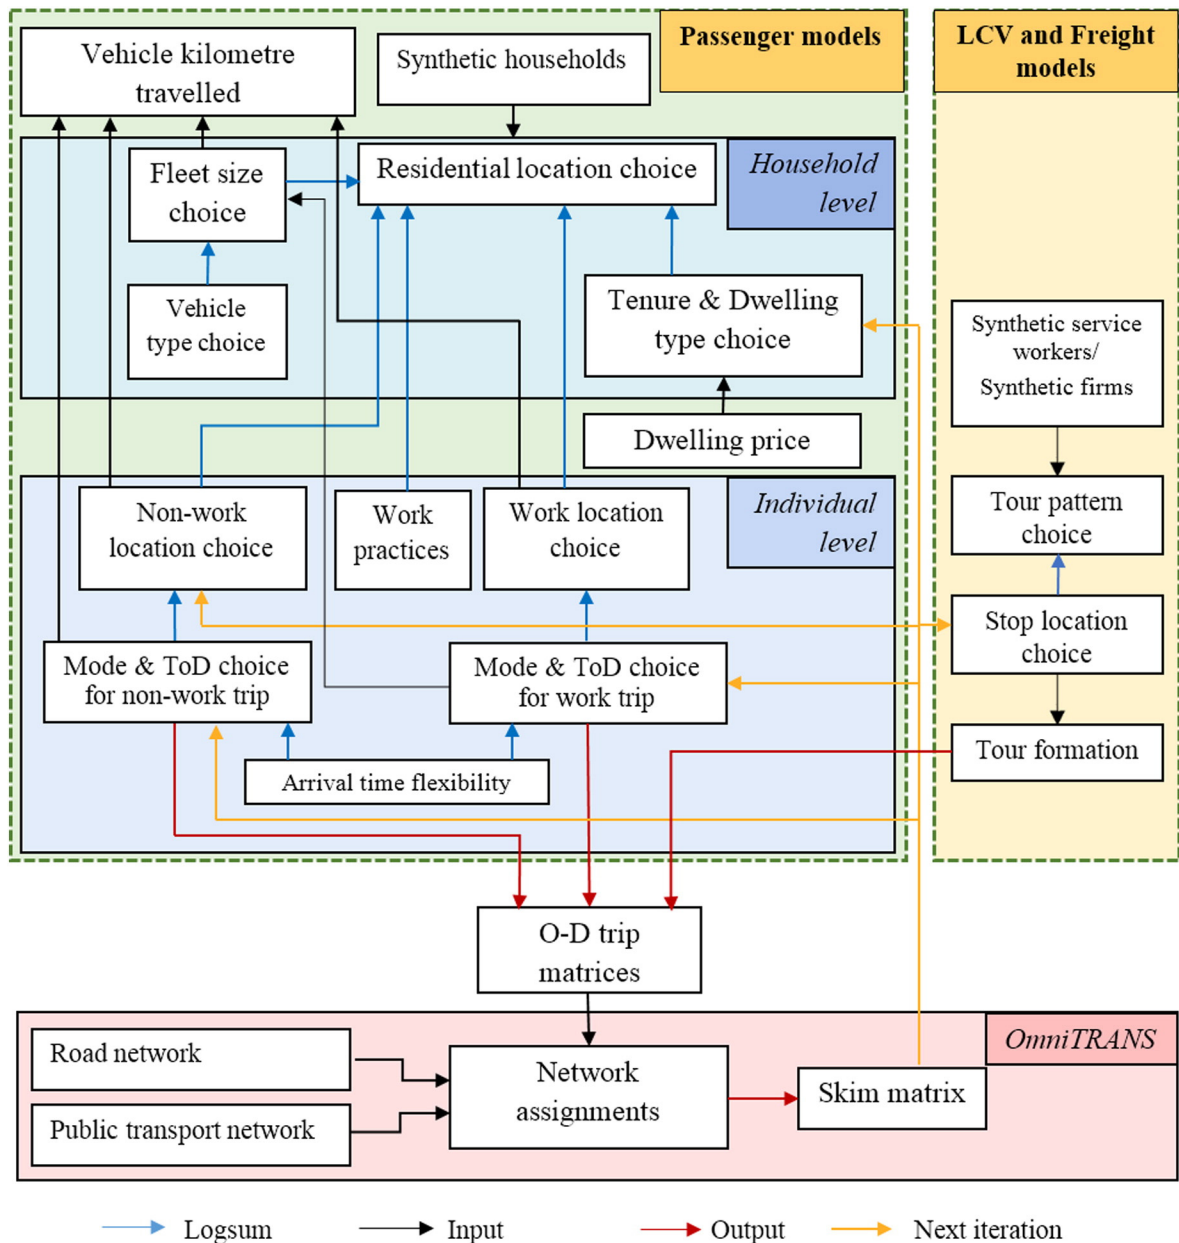 Vehicle kilometre
travelled
Synthetic households
Passenger models
LCV and Freight
models
Fleet size
choice
Residential location choice
Household
level
Vehicle
type choice
Tenure & Dwelling
type choice
Synthetic service
workers/
Synthetic firms
Dwelling price
Non-work
location choice
Work
practices
Work location
choice
Individual
level
Tour pattern
choice
Stop location
choice
Mode & ToD choice
for non-work trip
Mode & ToD choice
for work trip
Tour formation
Arrival time flexibility
O-D trip
matrices
OmniTRANS
Road network
Network
assignments
Skim matrix
Public transport network
Logsum
Input
Output
Next iteration